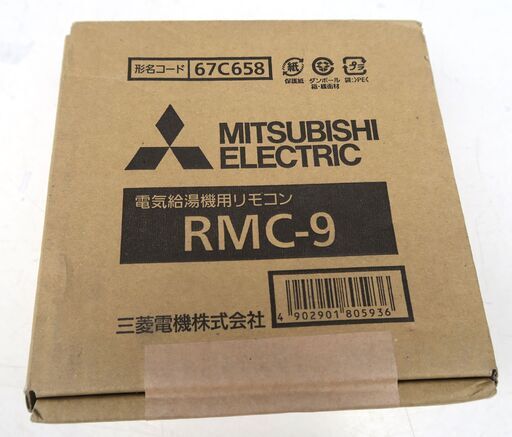 形名コード 67C658
紙 プラ
保護紙 ダンボール 袋:PE
箱・緩衝材
MITSUBISHI
ELECTRIC
電気給湯機用リモコン
RMC-9
三菱電機株式会社
4 902901 805936